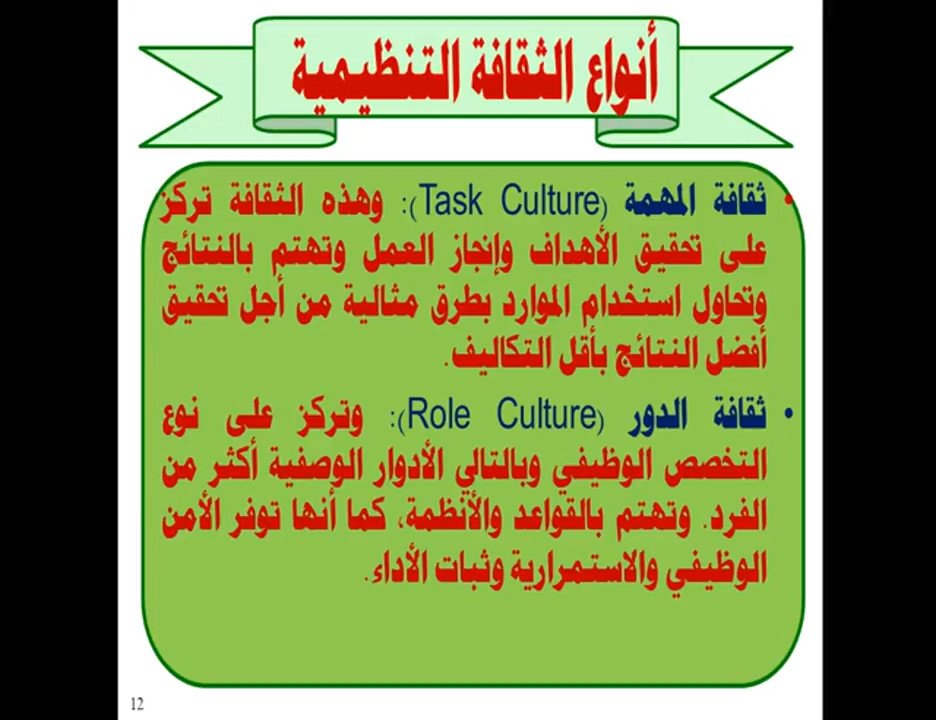 أنواع الثقافة التنظيمية
• ثقافة المهمة (Task Culture): وهذه الثقافة تركز
على تحقيق الأهداف وإنجاز العمل وتهتم بالنتائج
وتحاول استخدام الموارد بطرق مثالية من أجل تحقيق
أفضل النتائج بأقل التكاليف.
• ثقافة الدور (Role Culture): وتركز على نوع
التخصص الوظيفي وبالتالي الأدوار الوصفية أكثر من
الفرد. وتهتم بالقواعد والأنظمة، كما أنها توفر الأمن
الوظيفي والاستمرارية وثبات الأداء.
12